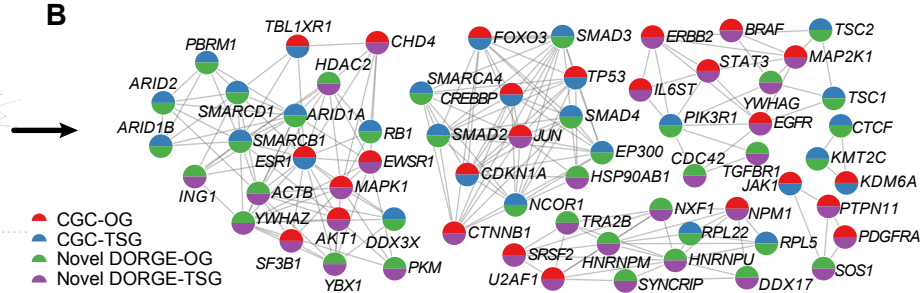 B
TBL1XR1
CHD4
FOXO3
SMAD3
ERBB2
BRAF
TSC2
PBRM1
HDAC2
STAT3
MAP2K1
ARID2
SMARCD1
ARID1A
SMARCA4
CREBBP
TP53
IL6ST
YWHAG
TSC1
ARID1B
SMARCB1
RB1
SMAD2
JUN
SMAD4
PIK3R1
EGFR
CTCF
ESR1
EWSR1
EP300
CDC42
TGFBR1
KMT2C
ING1
ACTB
MAPK1
CDKN1A
HSP90AB1
JAK1
KDM6A
CGC-OG
CGC-TSG
Novel DORGE-OG
Novel DORGE-TSG
YWHAZ
AKT1
DDX3X
NCOR1
CTNNB1
TRA2B
NXF1
NPM1
PTPN11
SF3B1
YBX1
PKM
SRSF2
HNRNPM
RPL22
HNRNPU
RPL5
PDGFRA
U2AF1
SYNCRIP
DDX17
SOS1